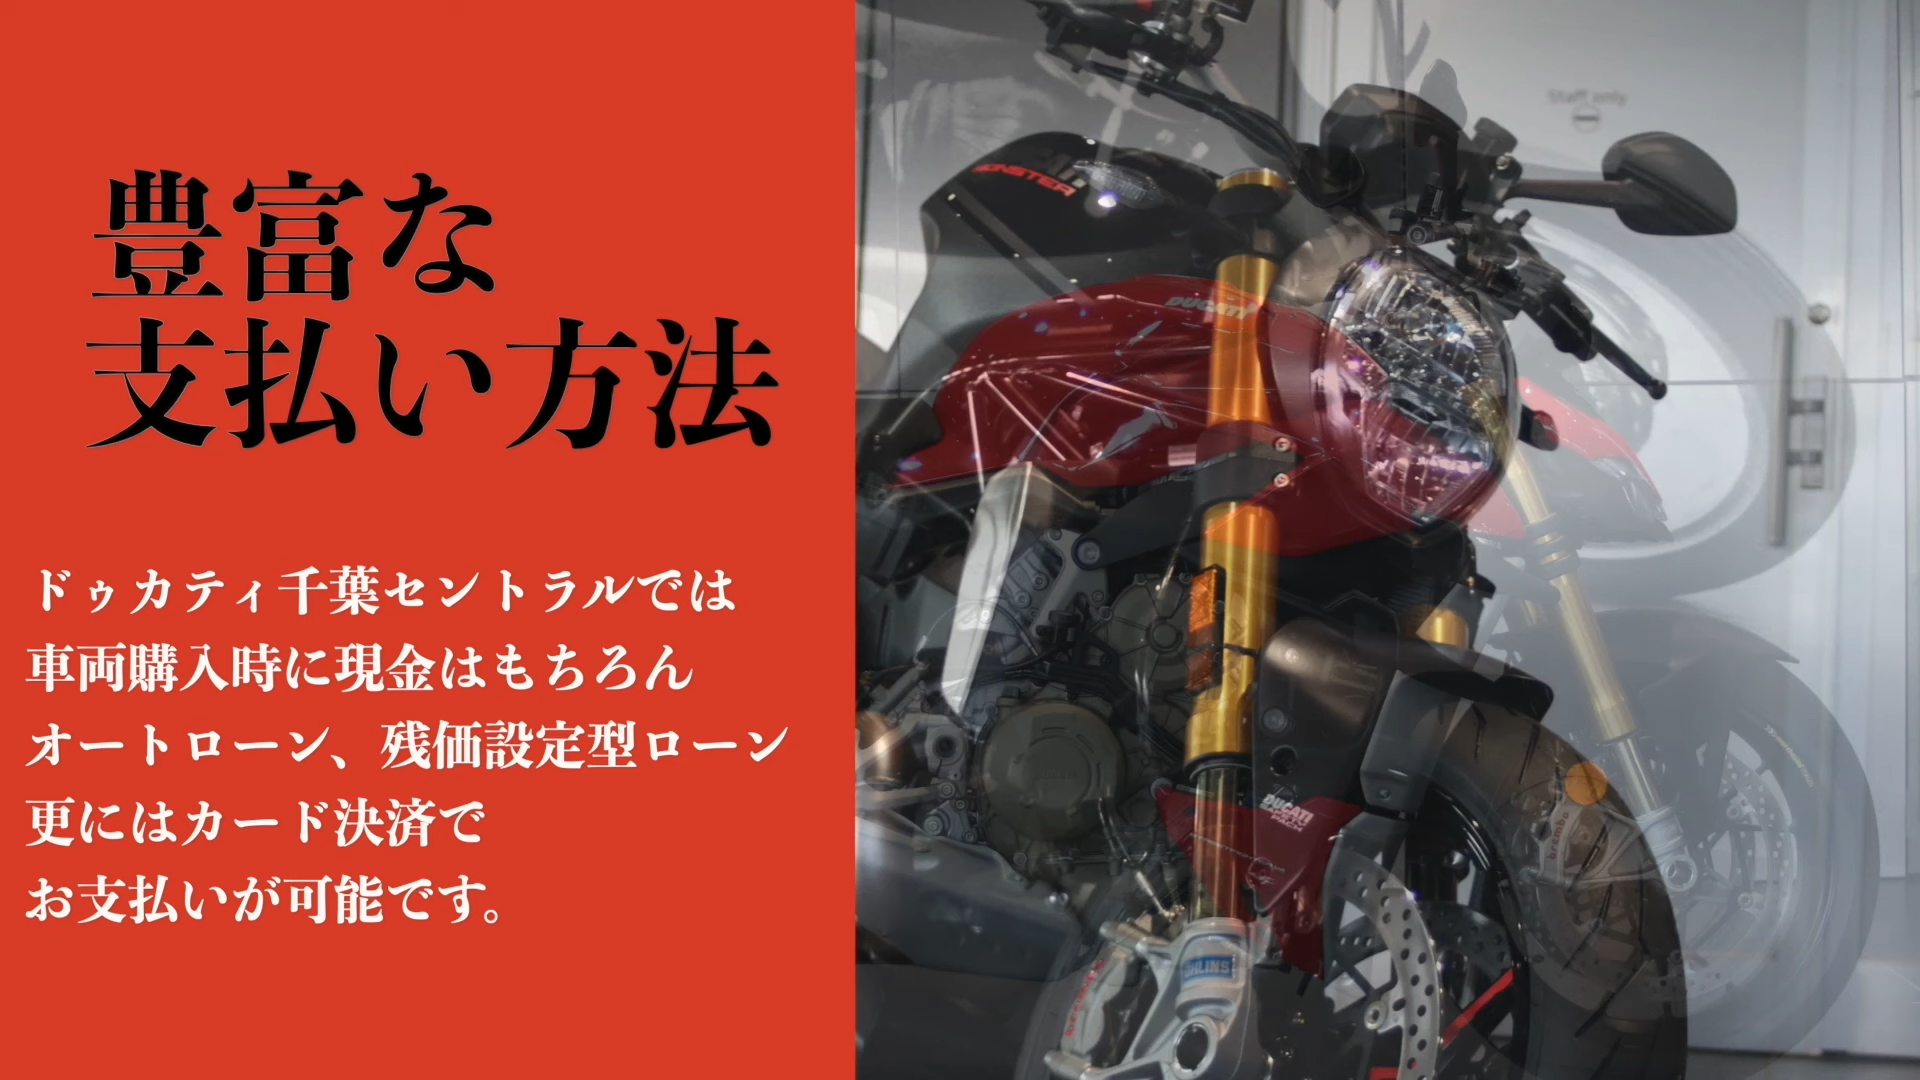 豊富な
支払い方法
ドゥカティ千葉セントラルでは
車両購入時に現金はもちろん
オートローン、残価設定型ローン
更にはカード決済で
お支払いが可能です。
Staff only
MONSTER
DUCATI
DUCATI
ÖHLINS
brembo